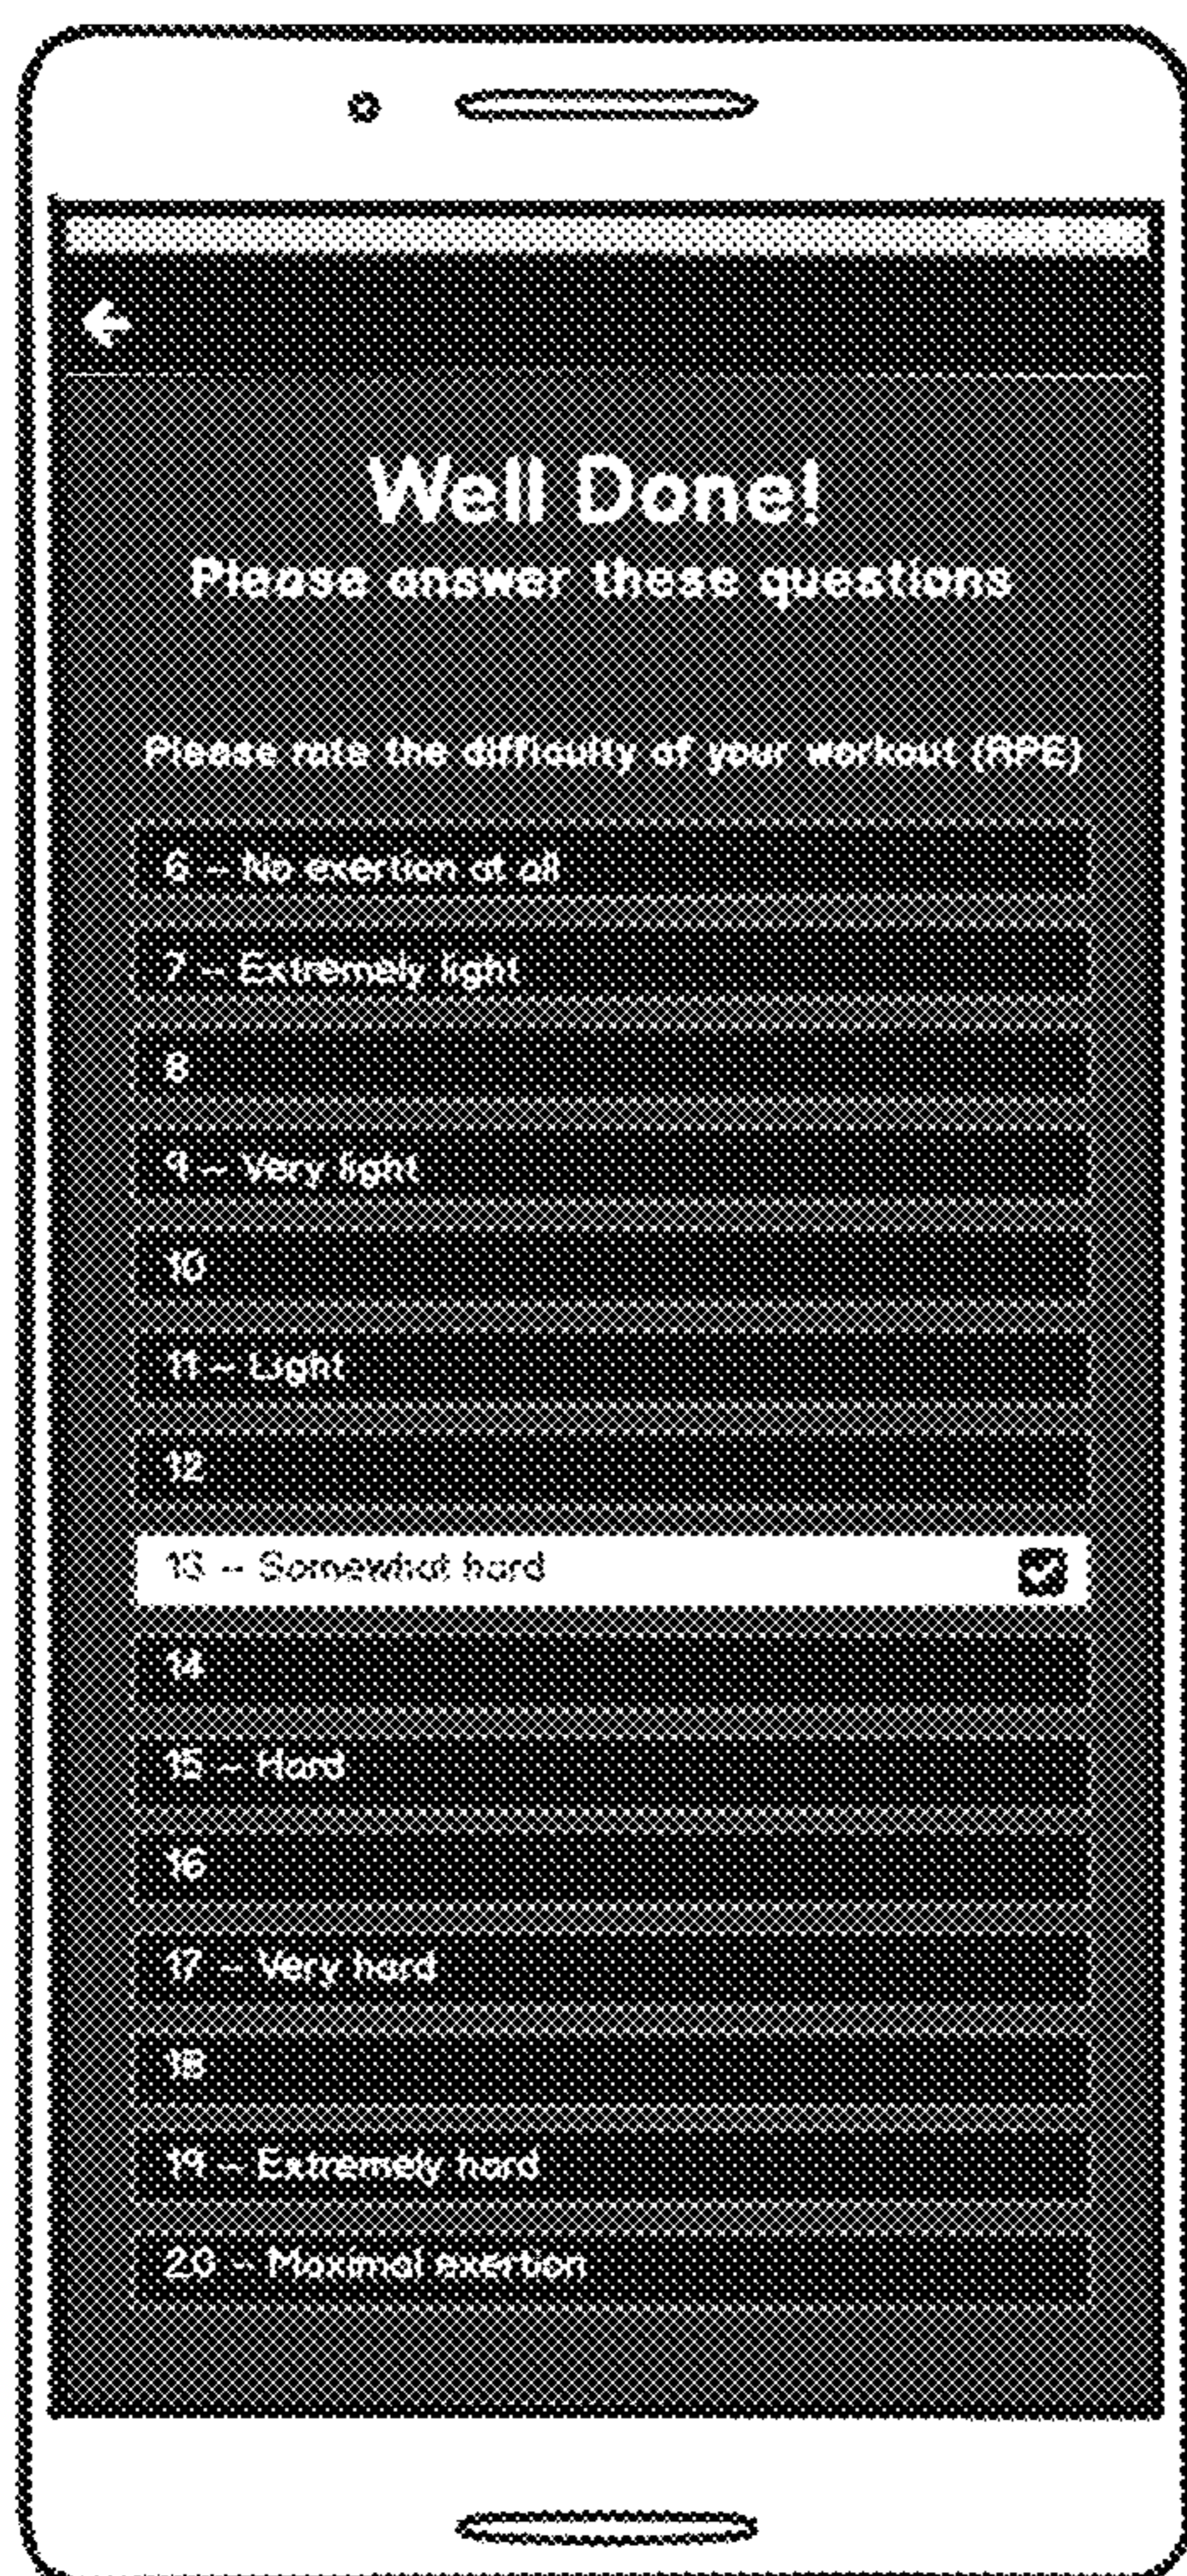 Well Done!
Please answer these questions
Please rate the difficulty of your workout (RPE)
6 – No exertion at all
7 – Extremely light
8
9 – Very light
10
11 – Light
12
13 – Somewhat hard
14
15 – Hard
16
17 – Very hard
18
19 – Extremely hard
20 – Maximal exertion